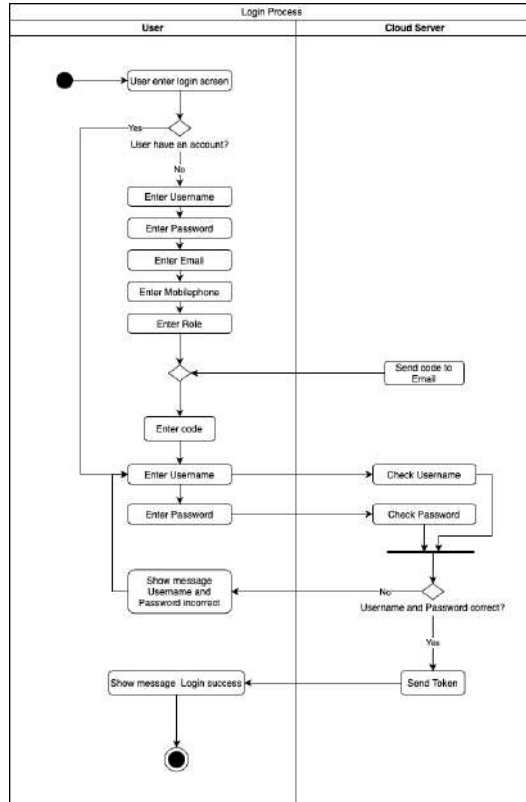 Login Process
User
Cloud Server
User enter login screen
Yes
User have an account?
No
Enter Username
Enter Password
Enter Email
Enter Mobilephone
Enter Role
Send code to
Email
Enter code
Enter Username
Check Username
Enter Password
Check Password
Show message
Username and
Password incorrect
No
Username and Password correct?
Yes
Show message Login success
Send Token